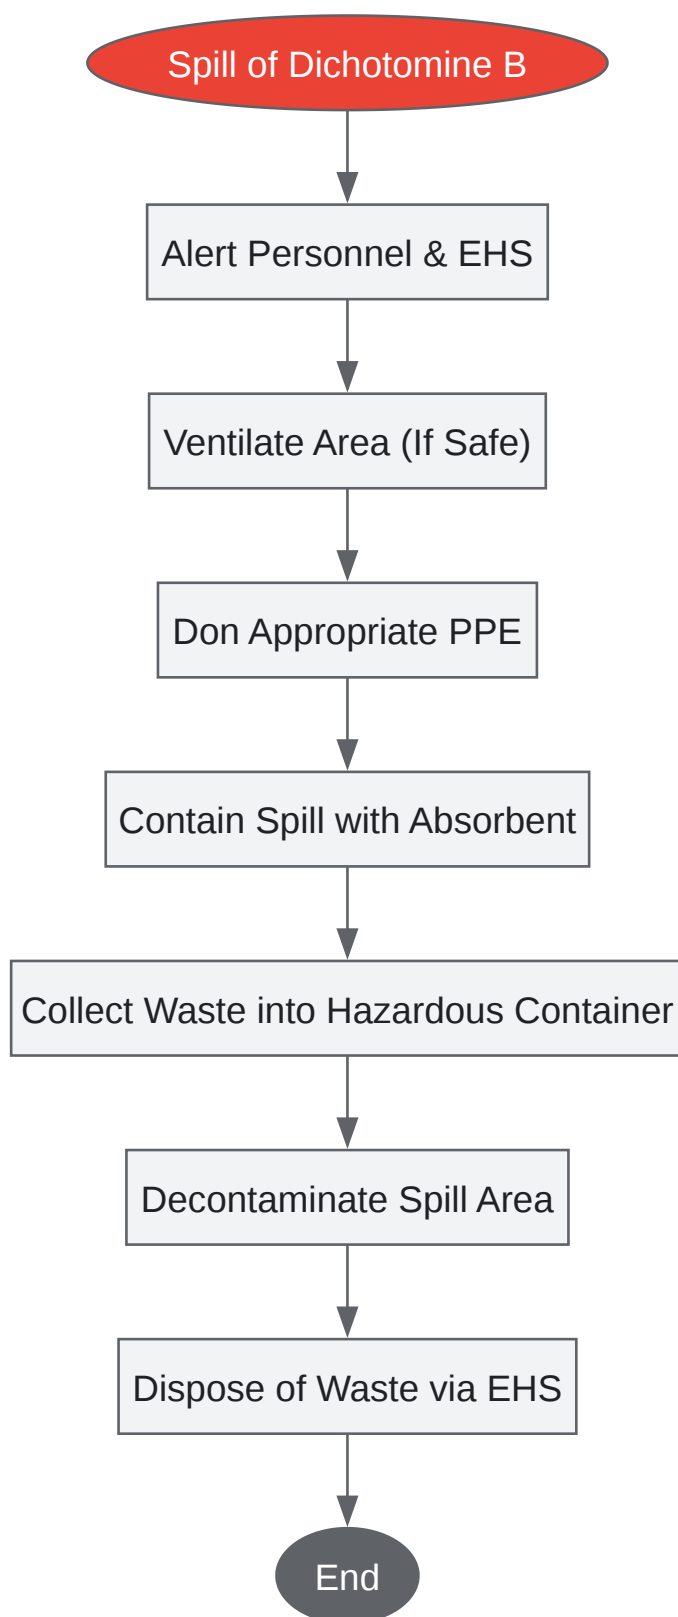 Spill of Dichotomine B
Alert Personnel & EHS
Ventilate Area (If Safe)
Don Appropriate PPE
Contain Spill with Absorbent
Collect Waste into Hazardous Container
Decontaminate Spill Area
Dispose of Waste via EHS
End